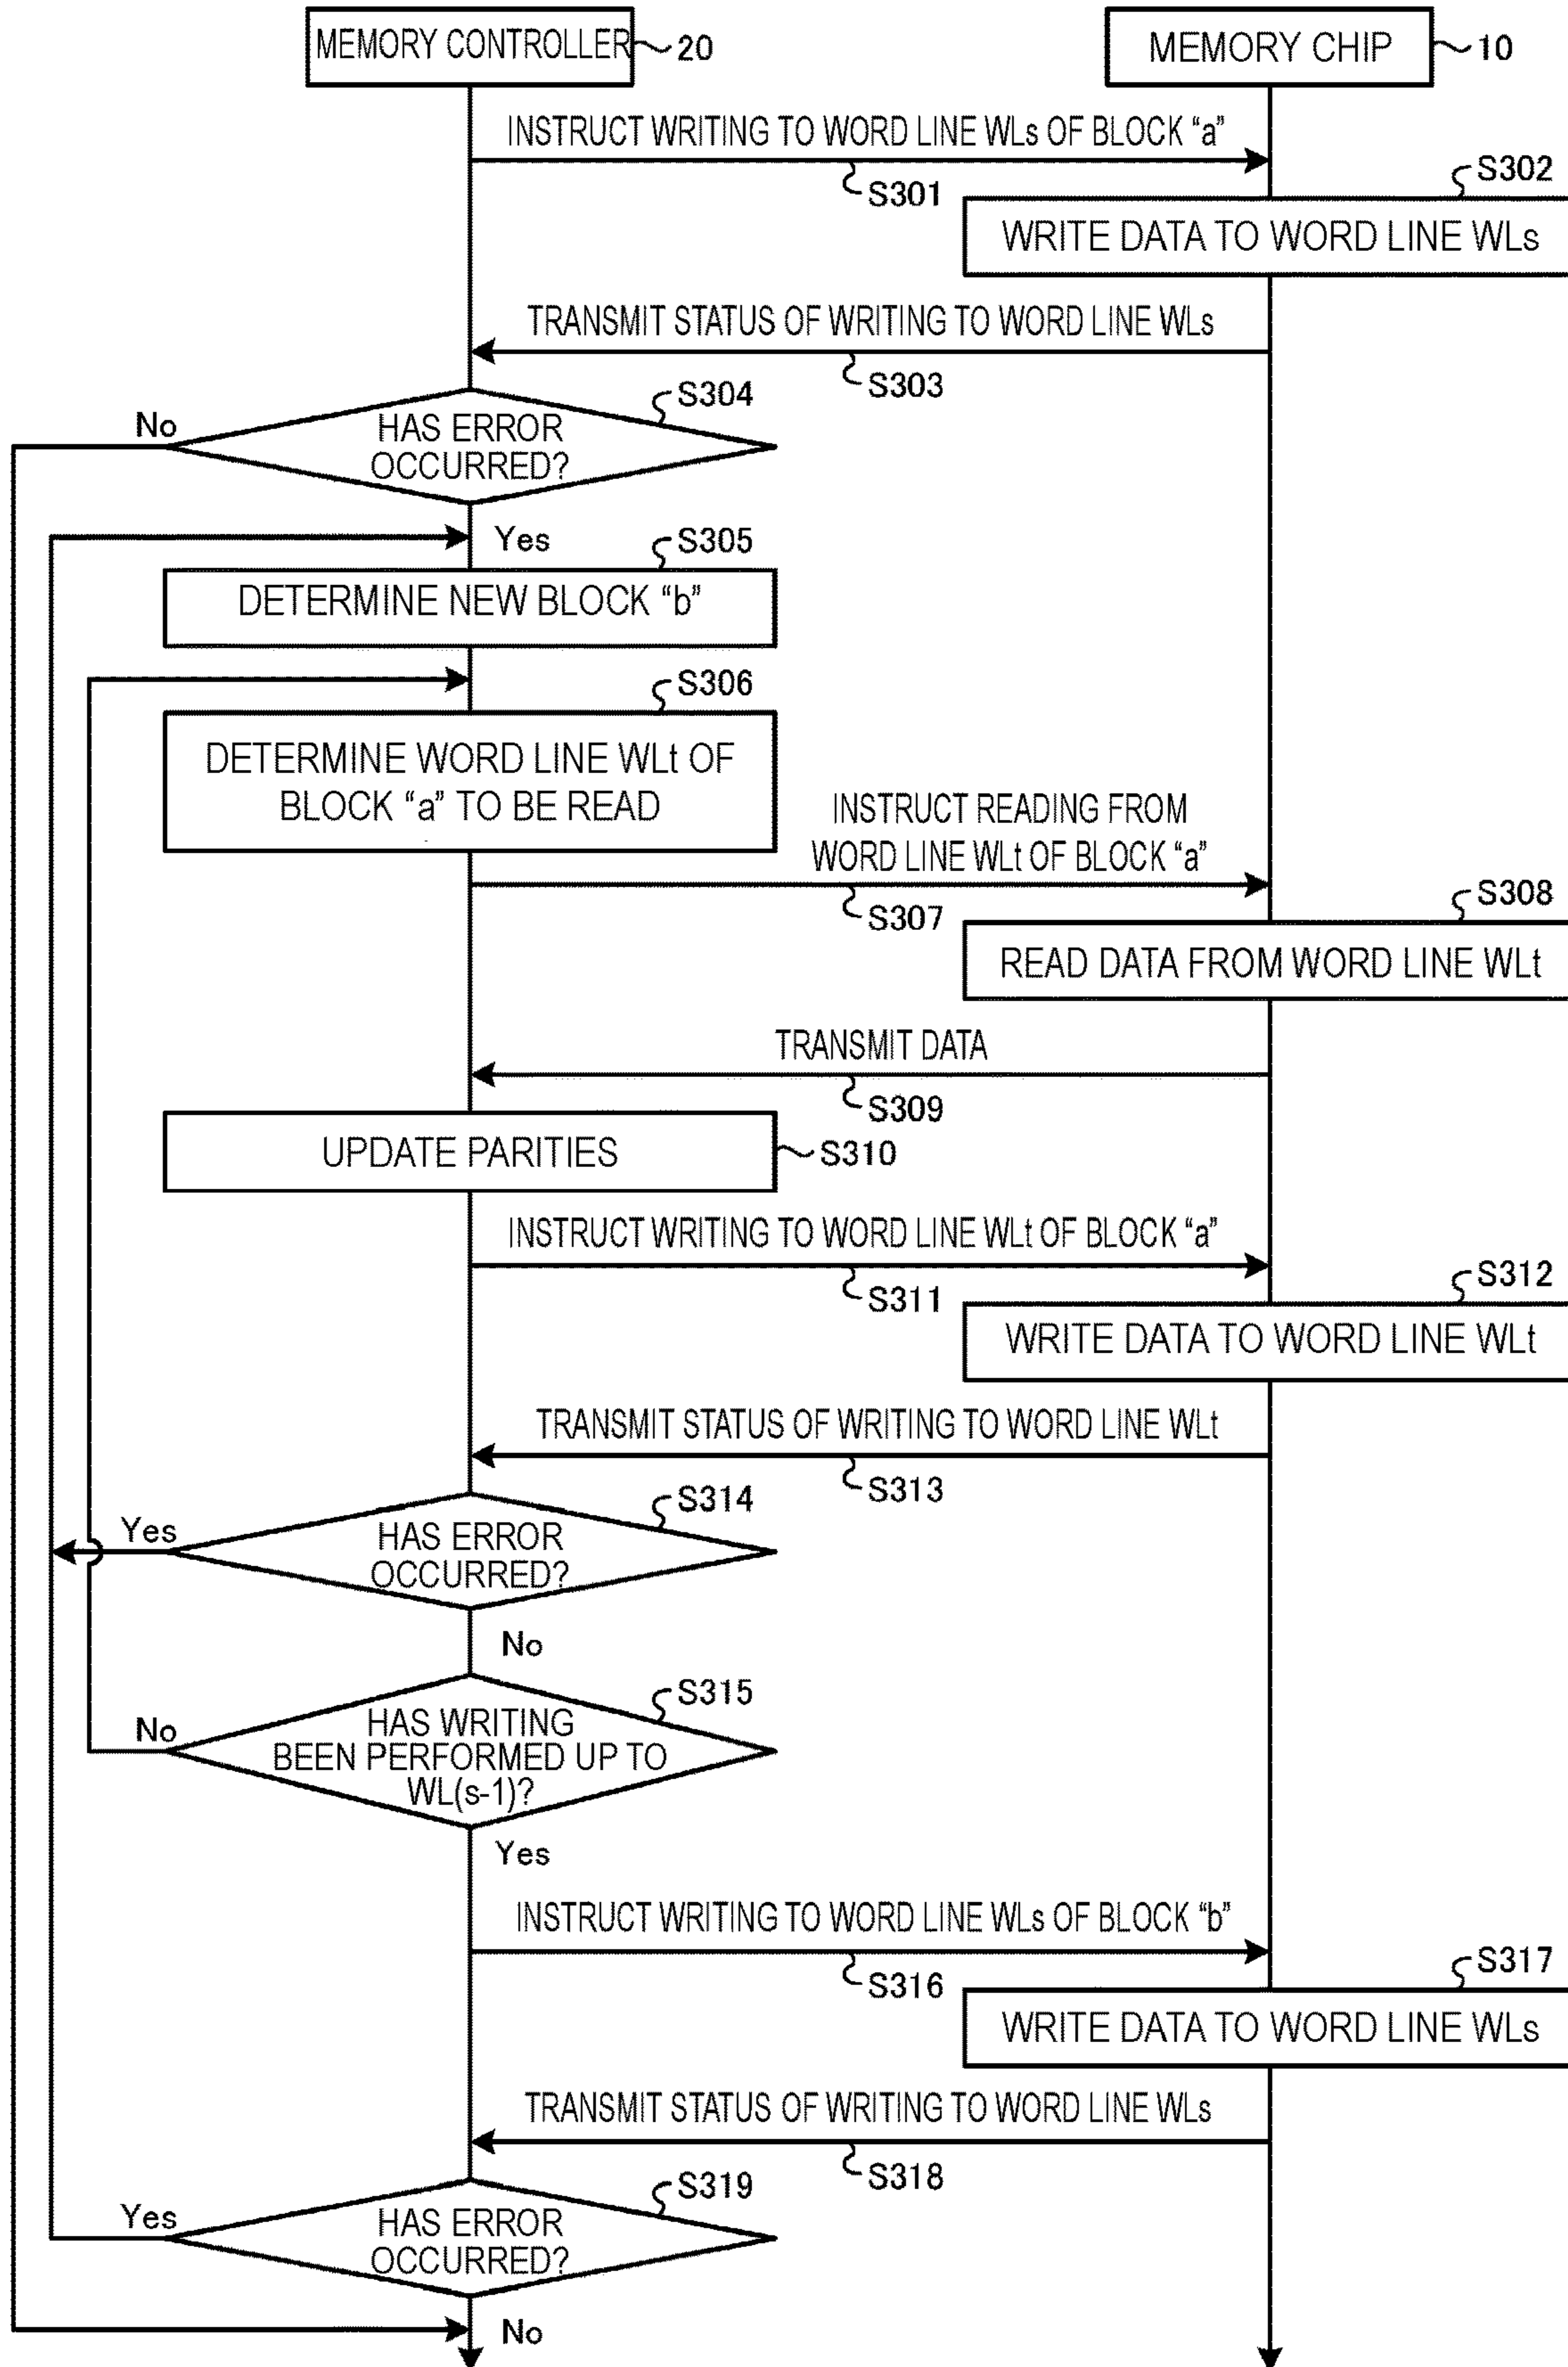 MEMORY CONTROLLER
20
MEMORY CHIP
10
INSTRUCT WRITING TO WORD LINE WLs OF BLOCK “a”
S301
S302
WRITE DATA TO WORD LINE WLs
TRANSMIT STATUS OF WRITING TO WORD LINE WLs
S303
S304
No
HAS ERROR
OCCURRED?
Yes
S305
DETERMINE NEW BLOCK “b”
S306
DETERMINE WORD LINE WLt OF
BLOCK “a” TO BE READ
INSTRUCT READING FROM
WORD LINE WLt OF BLOCK “a”
S307
S308
READ DATA FROM WORD LINE WLt
TRANSMIT DATA
S309
UPDATE PARITIES
S310
INSTRUCT WRITING TO WORD LINE WLt OF BLOCK “a”
S311
S312
WRITE DATA TO WORD LINE WLt
TRANSMIT STATUS OF WRITING TO WORD LINE WLt
S313
S314
Yes
HAS ERROR
OCCURRED?
No
S315
No
HAS WRITING
BEEN PERFORMED UP TO
WL(s-1)?
Yes
INSTRUCT WRITING TO WORD LINE WLs OF BLOCK “b”
S316
S317
WRITE DATA TO WORD LINE WLs
TRANSMIT STATUS OF WRITING TO WORD LINE WLs
S318
S319
Yes
HAS ERROR
OCCURRED?
No